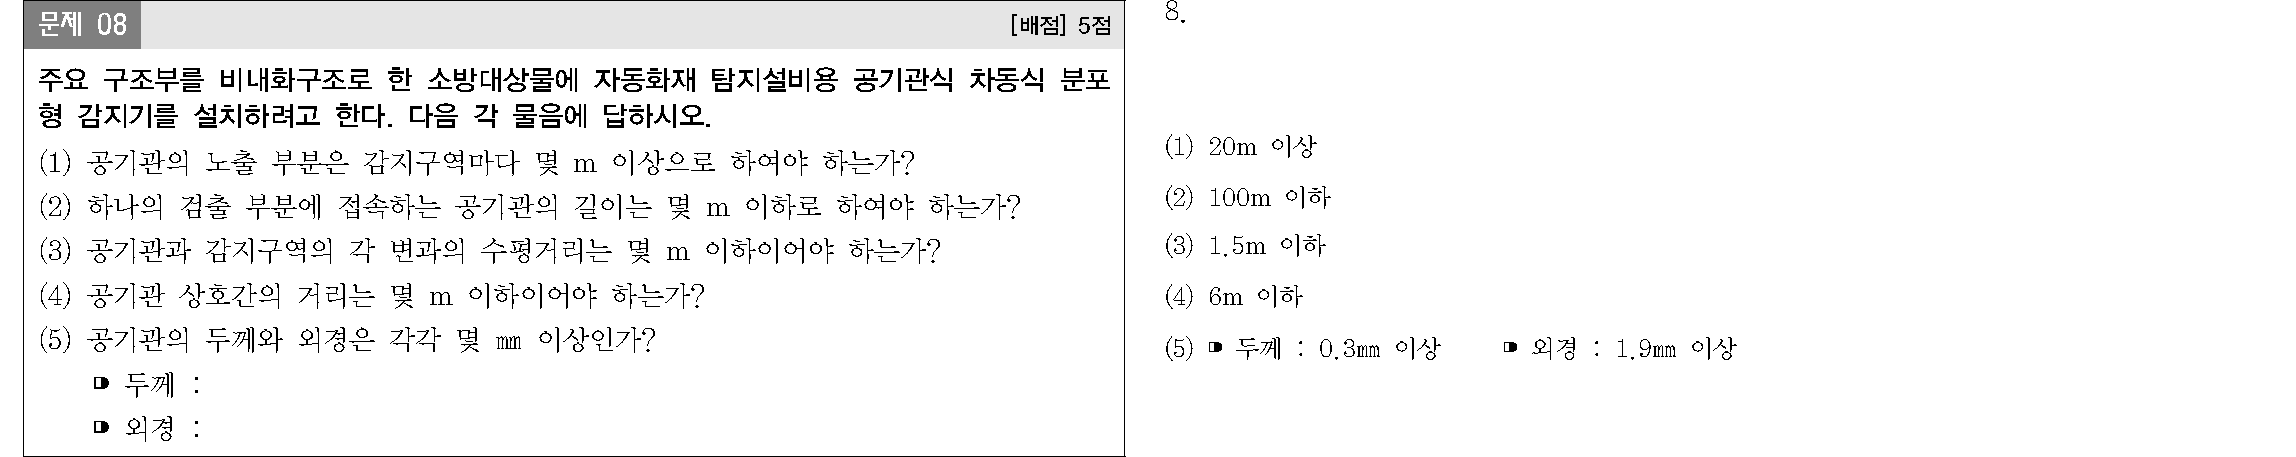 문제 08
[배점] 5점
주요 구조부를 비내화구조로 한 소방대상물에 자동화재 탐지설비용 공기관식 차동식 분포
형 감지기를 설치하려고 한다. 다음 각 물음에 답하시오.
(1) 공기관의 노출 부분은 감지구역마다 몇 m 이상으로 하여야 하는가?
(2) 하나의 검출 부분에 접속하는 공기관의 길이는 몇 m 이하로 하여야 하는가?
(3) 공기관과 감지구역의 각 변과의 수평거리는 몇 m 이하이어야 하는가?
(4) 공기관 상호간의 거리는 몇 m 이하이어야 하는가?
(5) 공기관의 두께와 외경은 각각 몇 ㎜ 이상인가?
두께 :
외경 :
8.
(1) 20m 이상
(2) 100m 이하
(3) 1.5m 이하
(4) 6m 이하
(5) 두께 : 0.3㎜ 이상 외경 : 1.9㎜ 이상